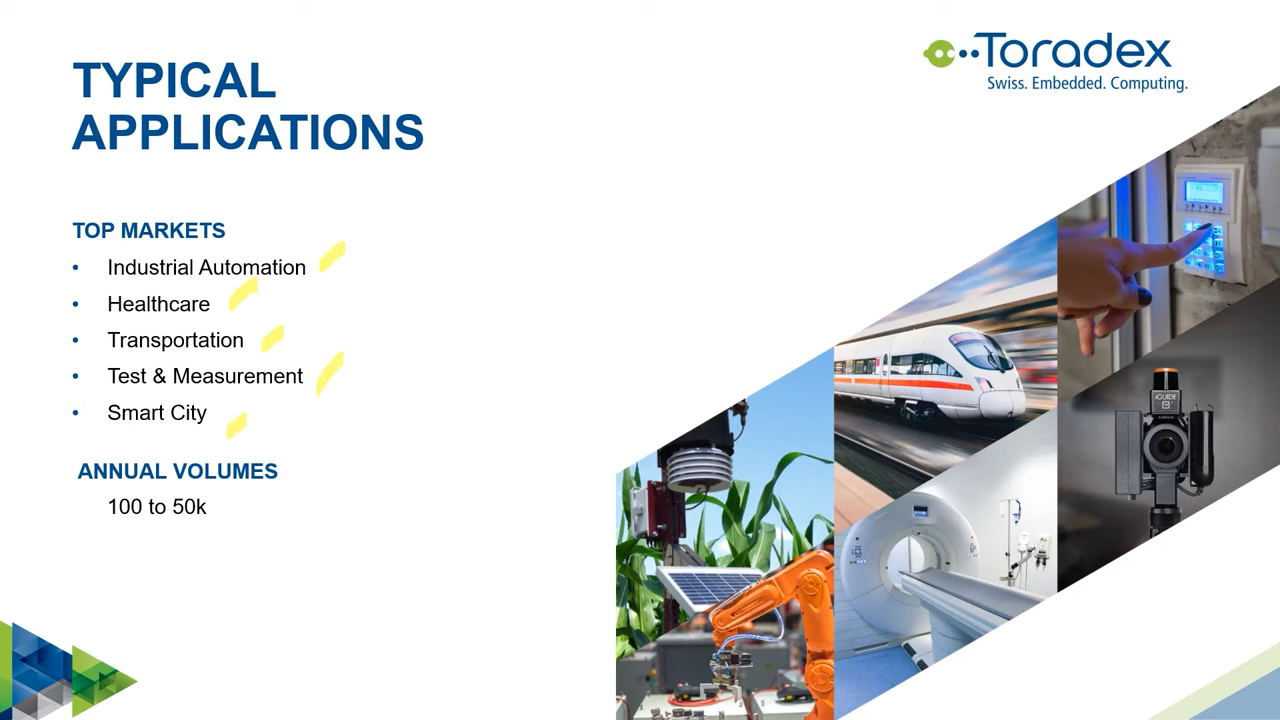 TYPICAL
APPLICATIONS
Toradex
Swiss. Embedded. Computing.
TOP MARKETS
• Industrial Automation
• Healthcare
• Transportation
• Test & Measurement
• Smart City
ANNUAL VOLUMES
100 to 50k
iGUIDE